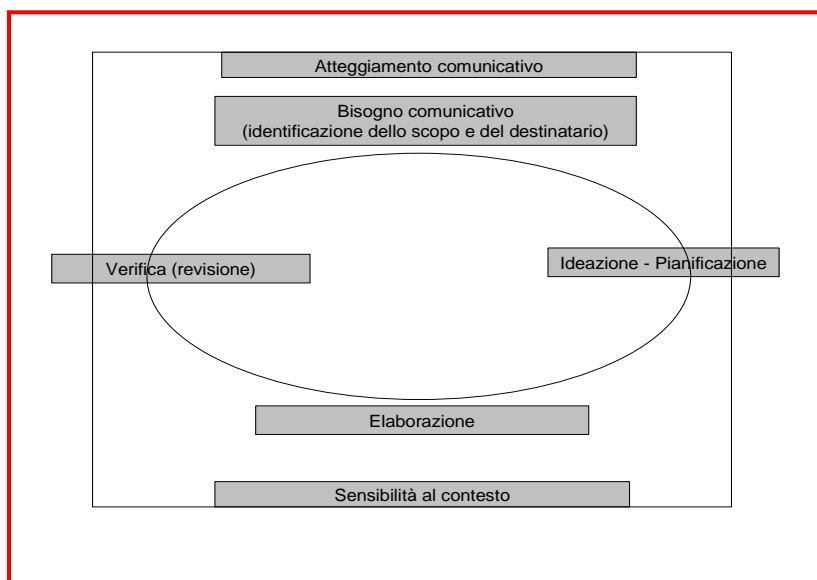 Atteggiamento comunicativo
Bisogno comunicativo
(identificazione dello scopo e del destinatario)
Verifica (revisione)
Ideazione - Pianificazione
Elaborazione
Sensibilità al contesto